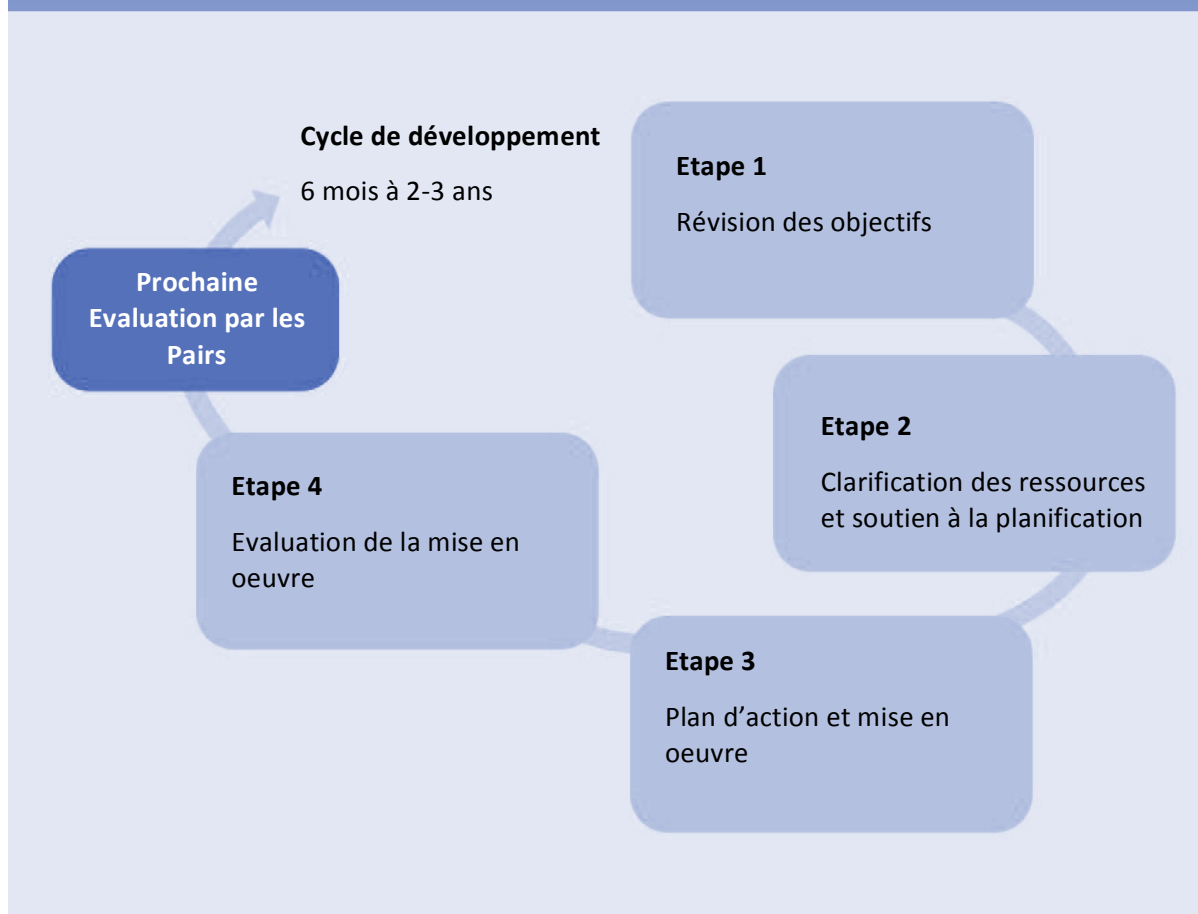 Cycle de développement
6 mois à 2-3 ans
Etape 1
Révision des objectifs
Prochaine
Evaluation par les
Pairs
Etape 2
Clarification des ressources
et soutien à la planification
Etape 4
Evaluation de la mise en
oeuvre
Etape 3
Plan d’action et mise en
oeuvre